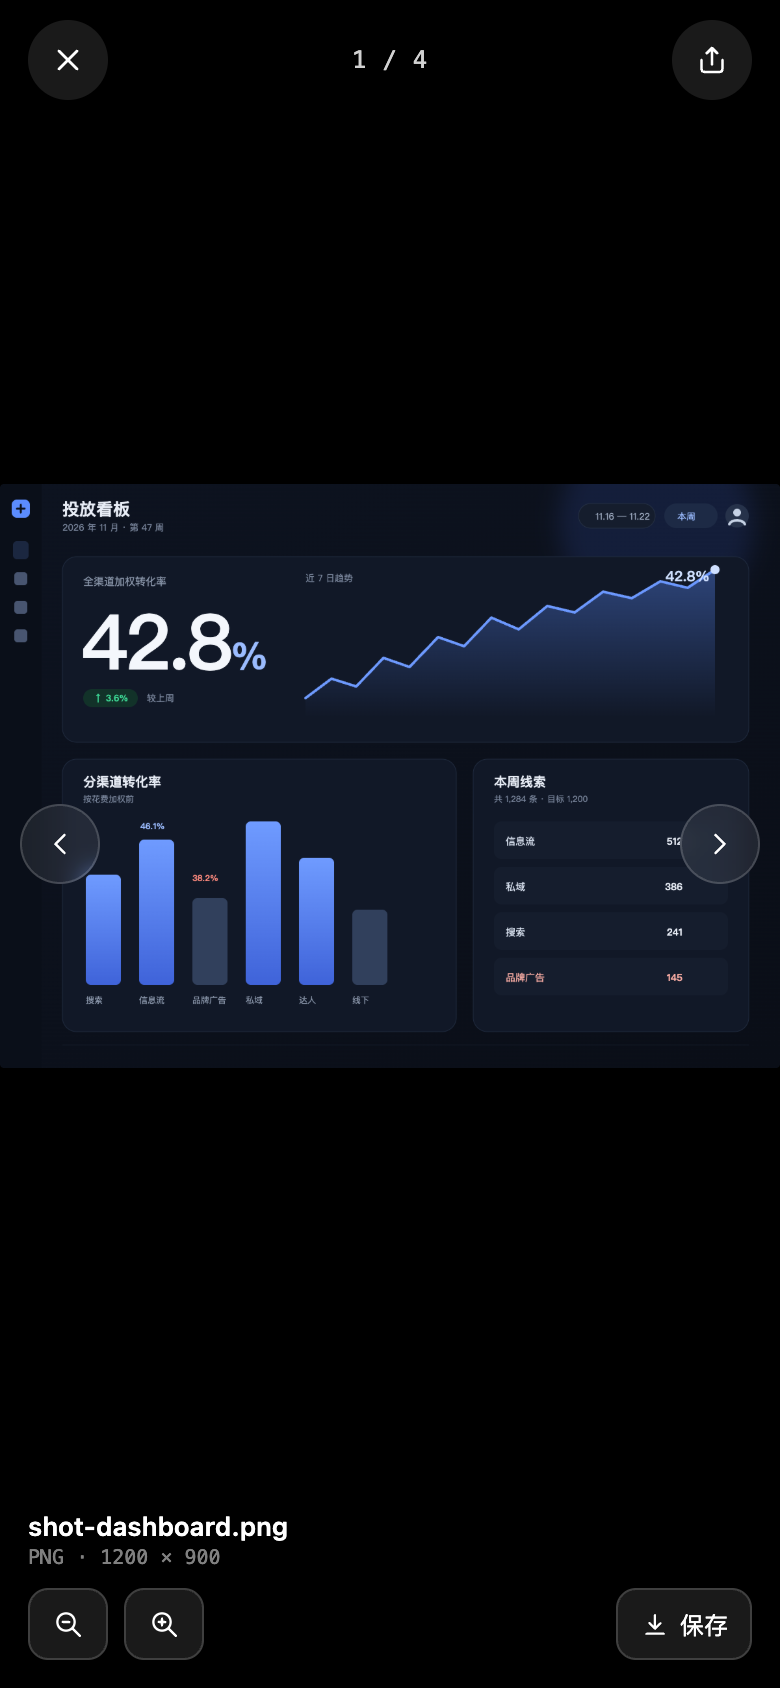 1 / 4
投放看板
2026 年 11 月 · 第 47 周
11.16 — 11.22
本周
全渠道加权转化率
42.8%
↑ 3.6%
较上周
近 7 日趋势
42.8%
分渠道转化率
按花费加权前
46.1%
38.2%
搜索
信息流
品牌广告
私域
达人
线下
本周线索
共 1,284 条 · 目标 1,200
信息流 512
私域 386
搜索 241
品牌广告 145
shot-dashboard.png
PNG · 1200 × 900
保存